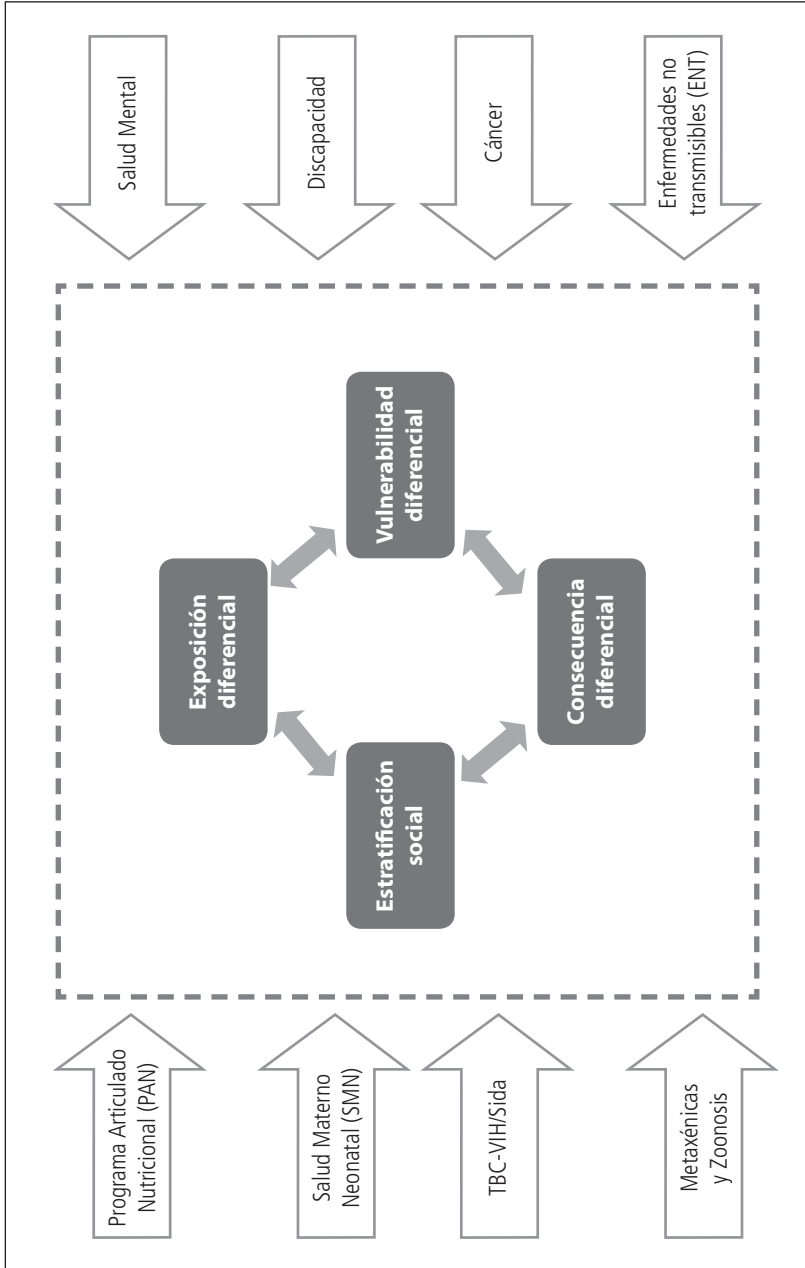 Metaxénicas
y Zoonosis
TBC-VIH/Sida
Salud Materno
Neonatal (SMN)
Programa Articulado
Nutricional (PAN)
Estratificación
social
Consecuencia
diferencial
Exposición
diferencial
Vulnerabilidad
diferencial
Enfermedades no
transmisibles (ENT)
Cáncer
Discapacidad
Salud Mental